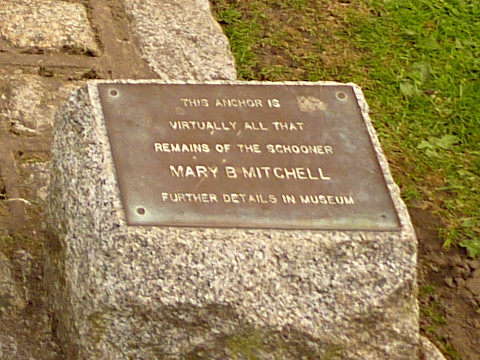 THIS ANCHOR IS
VIRTUALLY ALL THAT
REMAINS OF THE SCHOONER
MARY B MITCHELL
FURTHER DETAILS IN MUSEUM